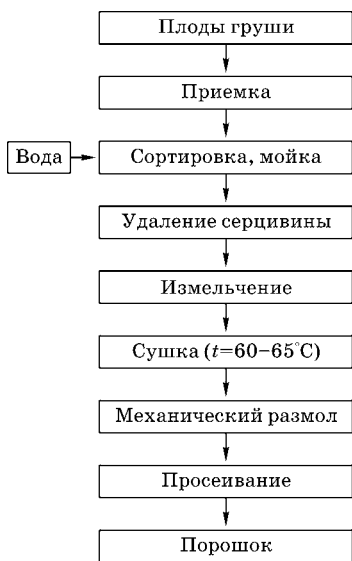 Плоды груши
Приемка
Вода
Сортировка, мойка
Удаление серцивины
Измельчение
Сушка (t=60–65°C)
Механический размол
Просеивание
Порошок